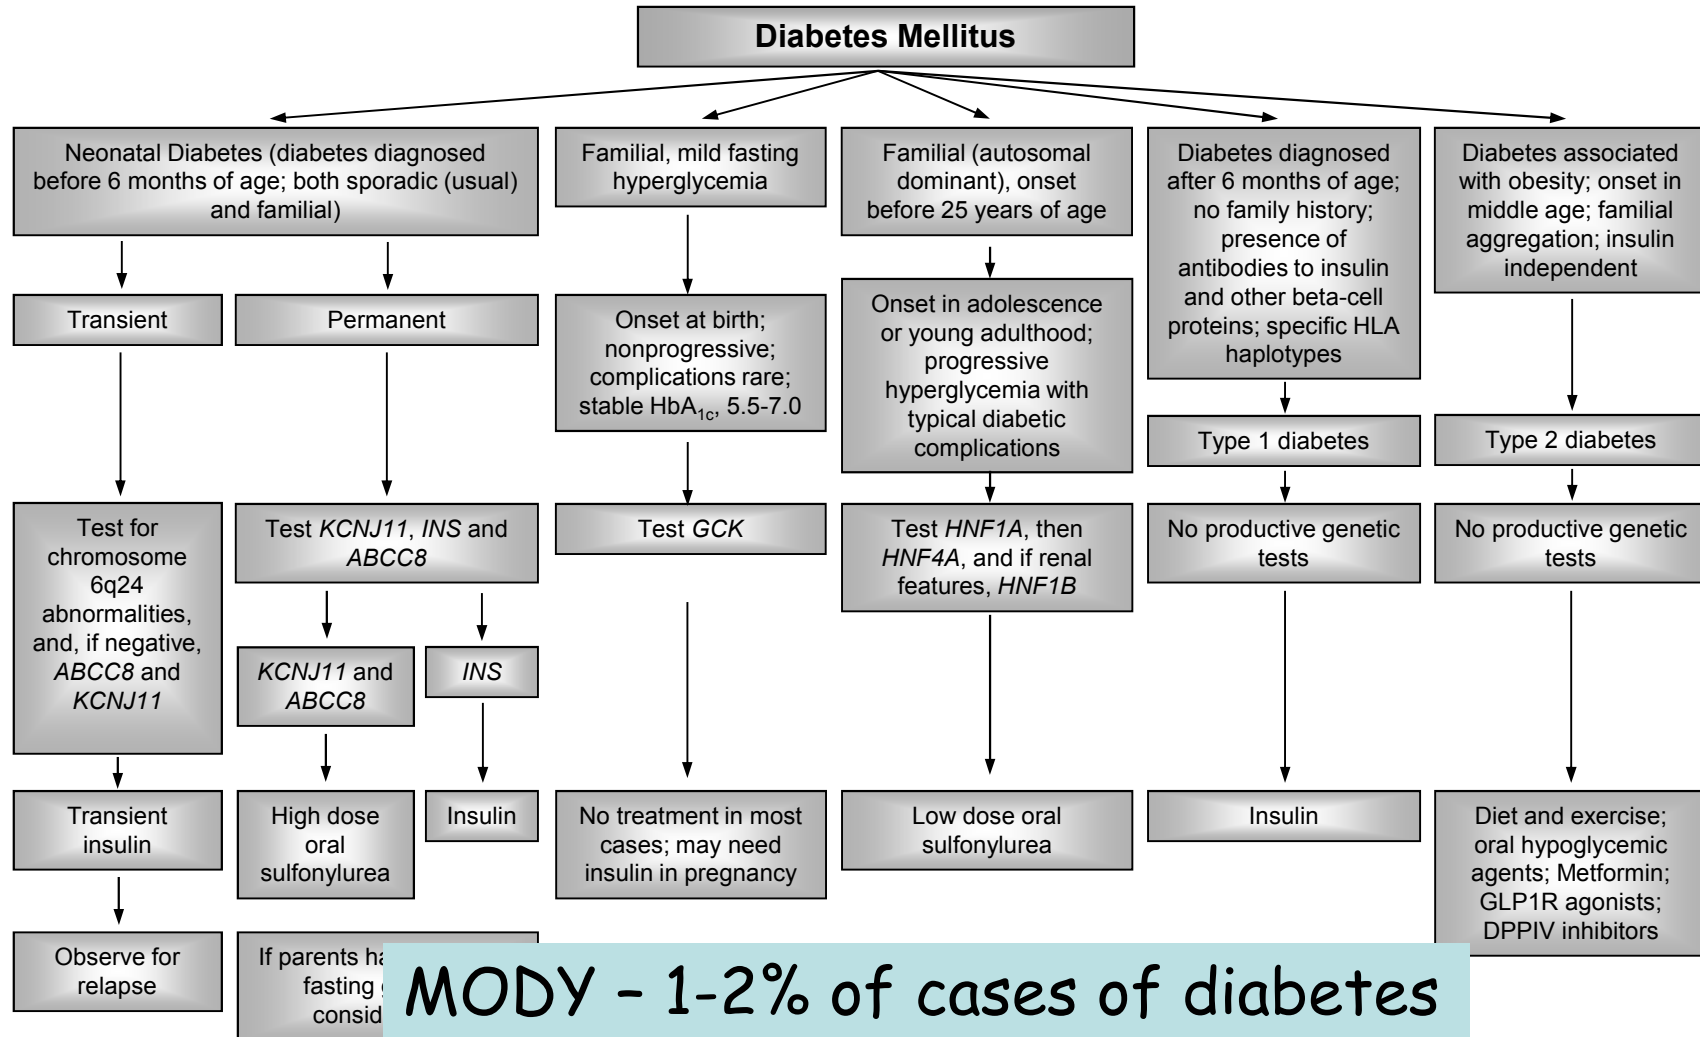 Diabetes Mellitus
Neonatal Diabetes (diabetes diagnosed
before 6 months of age; both sporadic (usual)
and familial)
Familial, mild fasting
hyperglycemia
Familial (autosomal
dominant), onset
before 25 years of age
Diabetes diagnosed
after 6 months of age;
no family history;
presence of
antibodies to insulin
and other beta-cell
proteins; specific HLA
haplotypes
Diabetes associated
with obesity; onset in
middle age; familial
aggregation; insulin
independent
Transient
Permanent
Onset at birth;
nonprogressive;
complications rare;
stable HbA1c, 5.5-7.0
Onset in adolescence
or young adulthood;
progressive
hyperglycemia with
typical diabetic
complications
Type 1 diabetes
Type 2 diabetes
Test for
chromosome
6q24
abnormalities,
and, if negative,
ABCC8 and
KCNJ11
Test KCNJ11, INS and
ABCC8
Test GCK
Test HNF1A, then
HNF4A, and if renal
features, HNF1B
No productive genetic
tests
No productive genetic
tests
KCNJ11 and
ABCC8
INS
Transient
insulin
High dose
oral
sulfonylurea
Insulin
No treatment in most
cases; may need
insulin in pregnancy
Low dose oral
sulfonylurea
Insulin
Diet and exercise;
oral hypoglycemic
agents; Metformin;
GLP1R agonists;
DPPIV inhibitors
Observe for
relapse
If parents
fasting
MODY – 1-2% of cases of diabetes